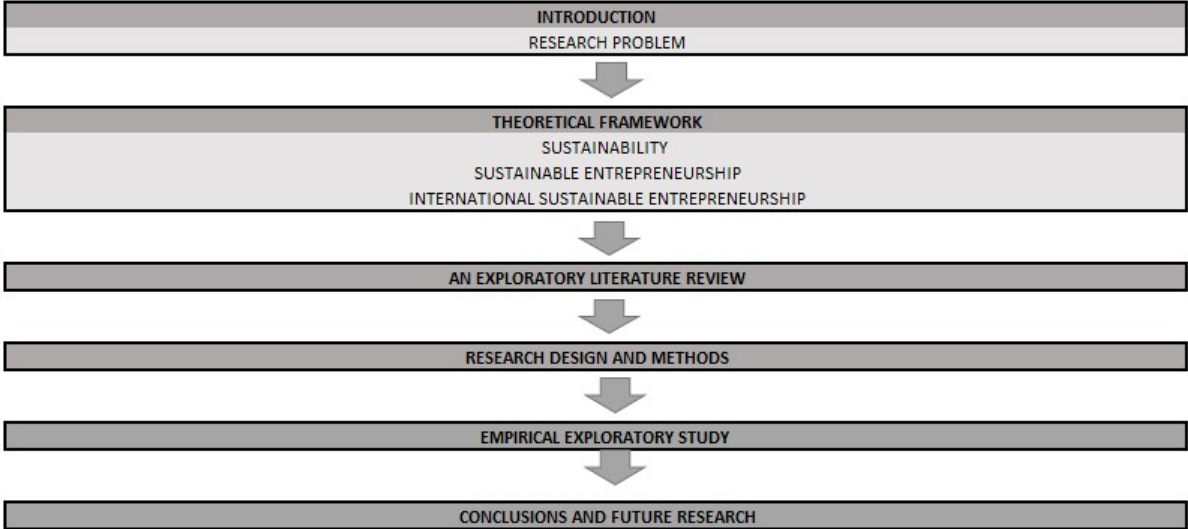 INTRODUCTION
RESEARCH PROBLEM
THEORETICAL FRAMEWORK
SUSTAINABILITY
SUSTAINABLE ENTREPRENEURSHIP
INTERNATIONAL SUSTAINABLE ENTREPRENEURSHIP
AN EXPLORATORY LITERATURE REVIEW
RESEARCH DESIGN AND METHODS
EMPIRICAL EXPLORATORY STUDY
CONCLUSIONS AND FUTURE RESEARCH